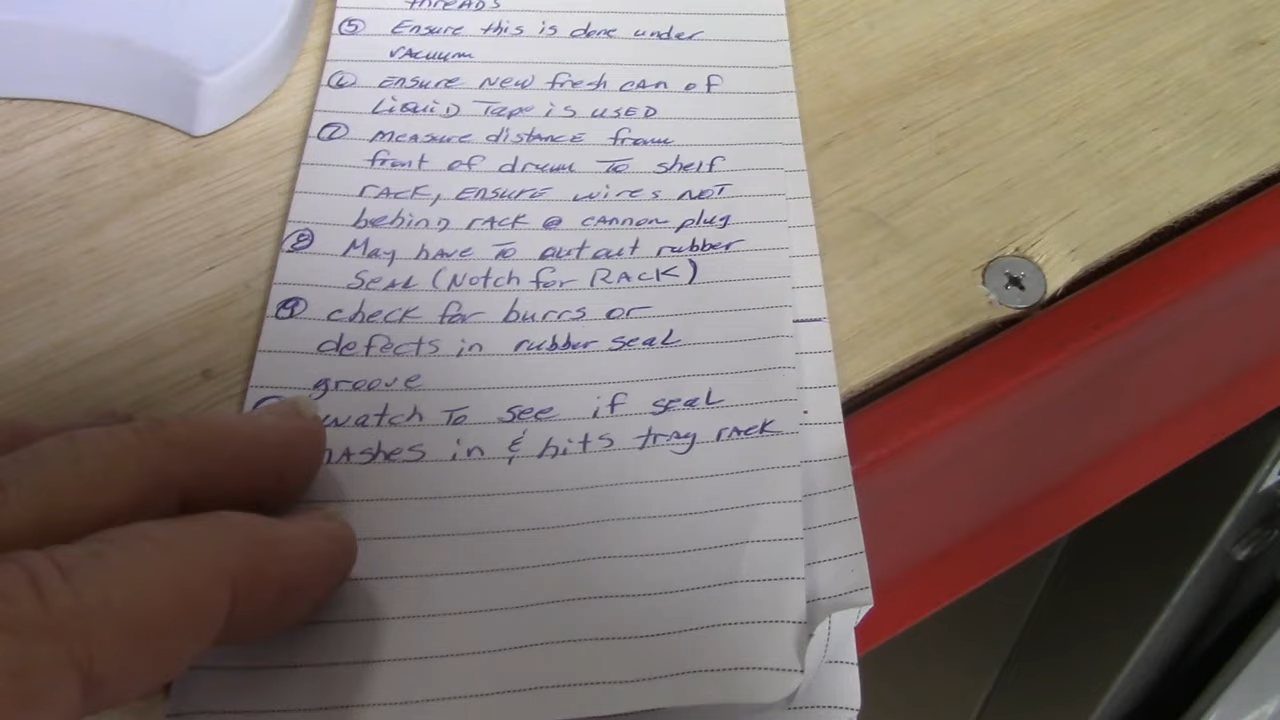 threads
⑤ Ensure this is done under
vacuum
⑥ Ensure New fresh can of
Liquid Tape is USED
⑦ Measure distance from
front of drum To shelf
rack, ENSURE wires NOT
behind rack @ cannon plug
⑧ May have To cut out rubber
seal (Notch for RACK)
⑨ check for burrs or
defects in rubber seal
groove
watch To see if seal
in & hits tray rack